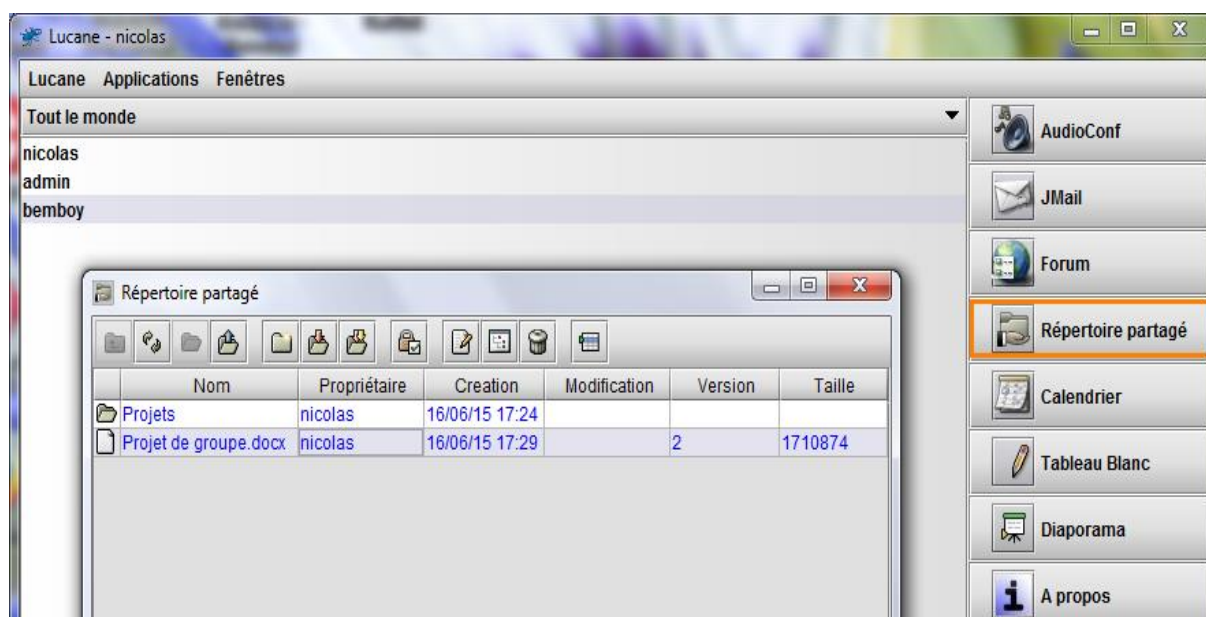 Lucane - nicolas
Lucane Applications Fenêtres
Tout le monde
nicolas
admin
bemboy
Répertoire partagé
Nom Propriétaire Creation Modification Version Taille
Projets nicolas 16/06/15 17:24
Projet de groupe.docx nicolas 16/06/15 17:29 2 1710874
AudioConf
JMail
Forum
Répertoire partagé
Calendrier
Tableau Blanc
Diaporama
A propos